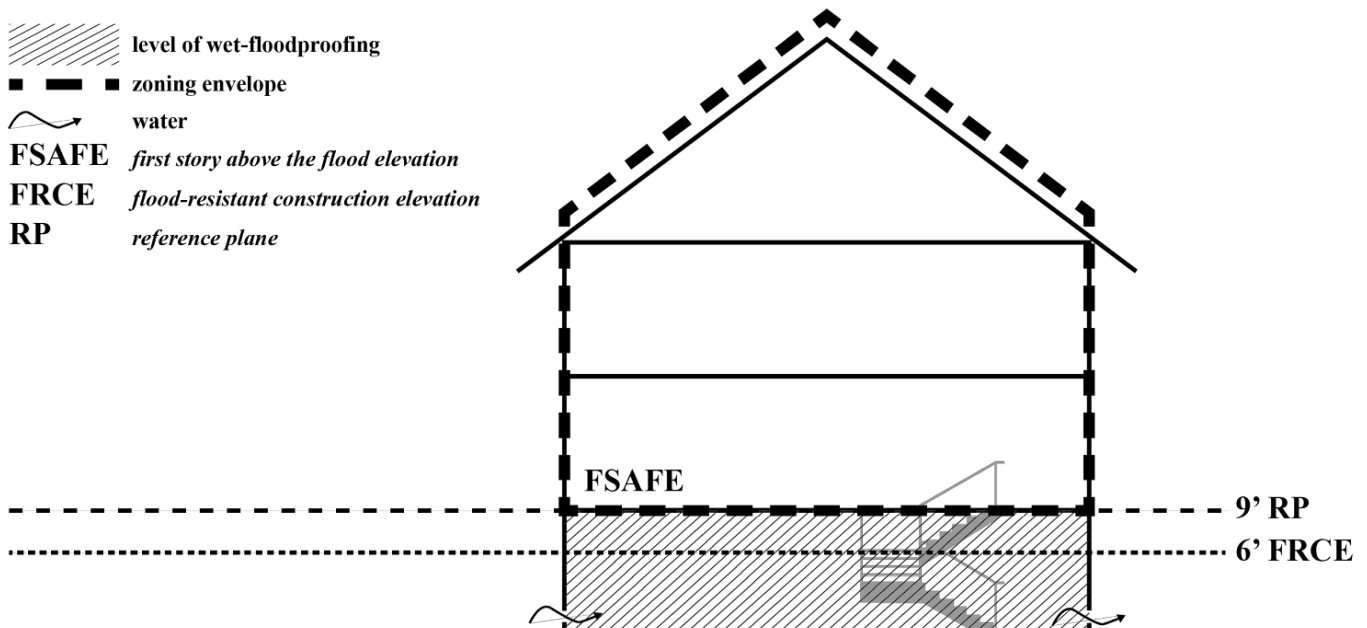 level of wet-floodproofing
zoning envelope
water
FSAFE first story above the flood elevation
FRCE flood-resistant construction elevation
RP reference plane
FSAFE
9’ RP
6’ FRCE